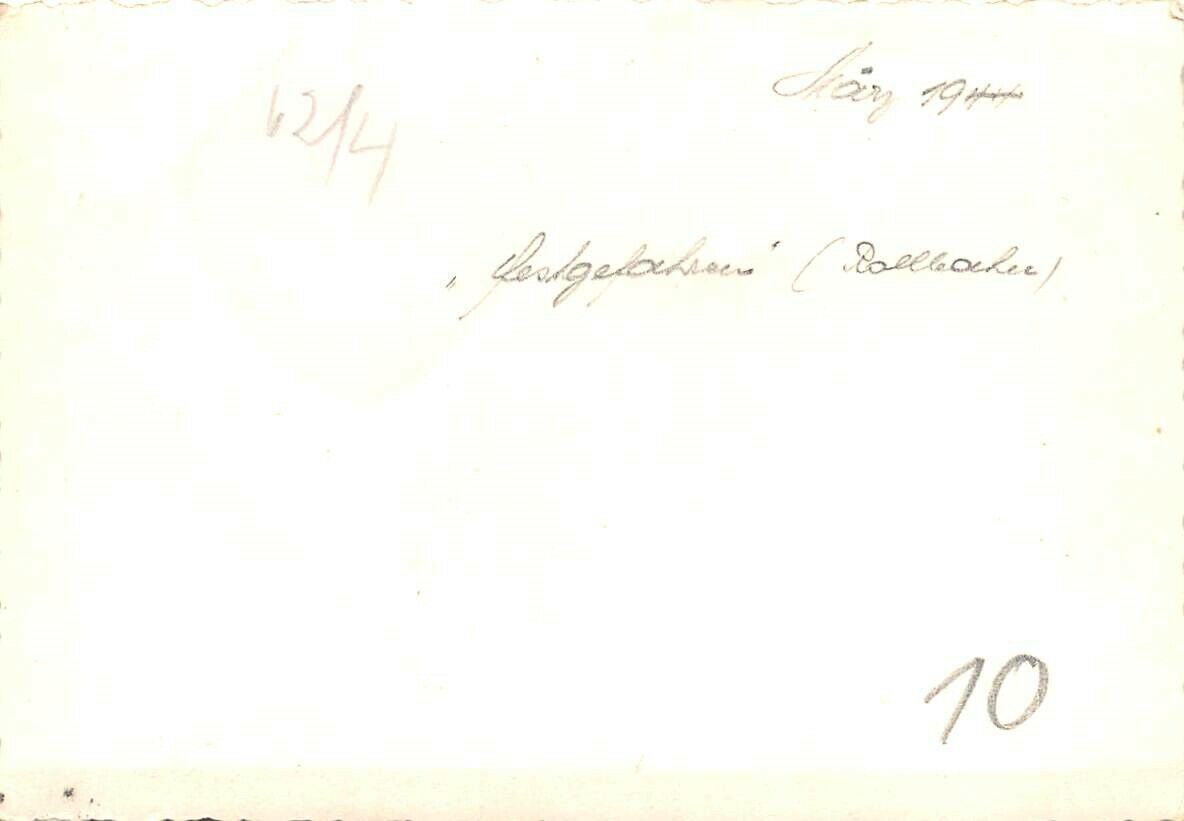 März 1944
12/4
„festgefahren“ (Rollbahn)
10